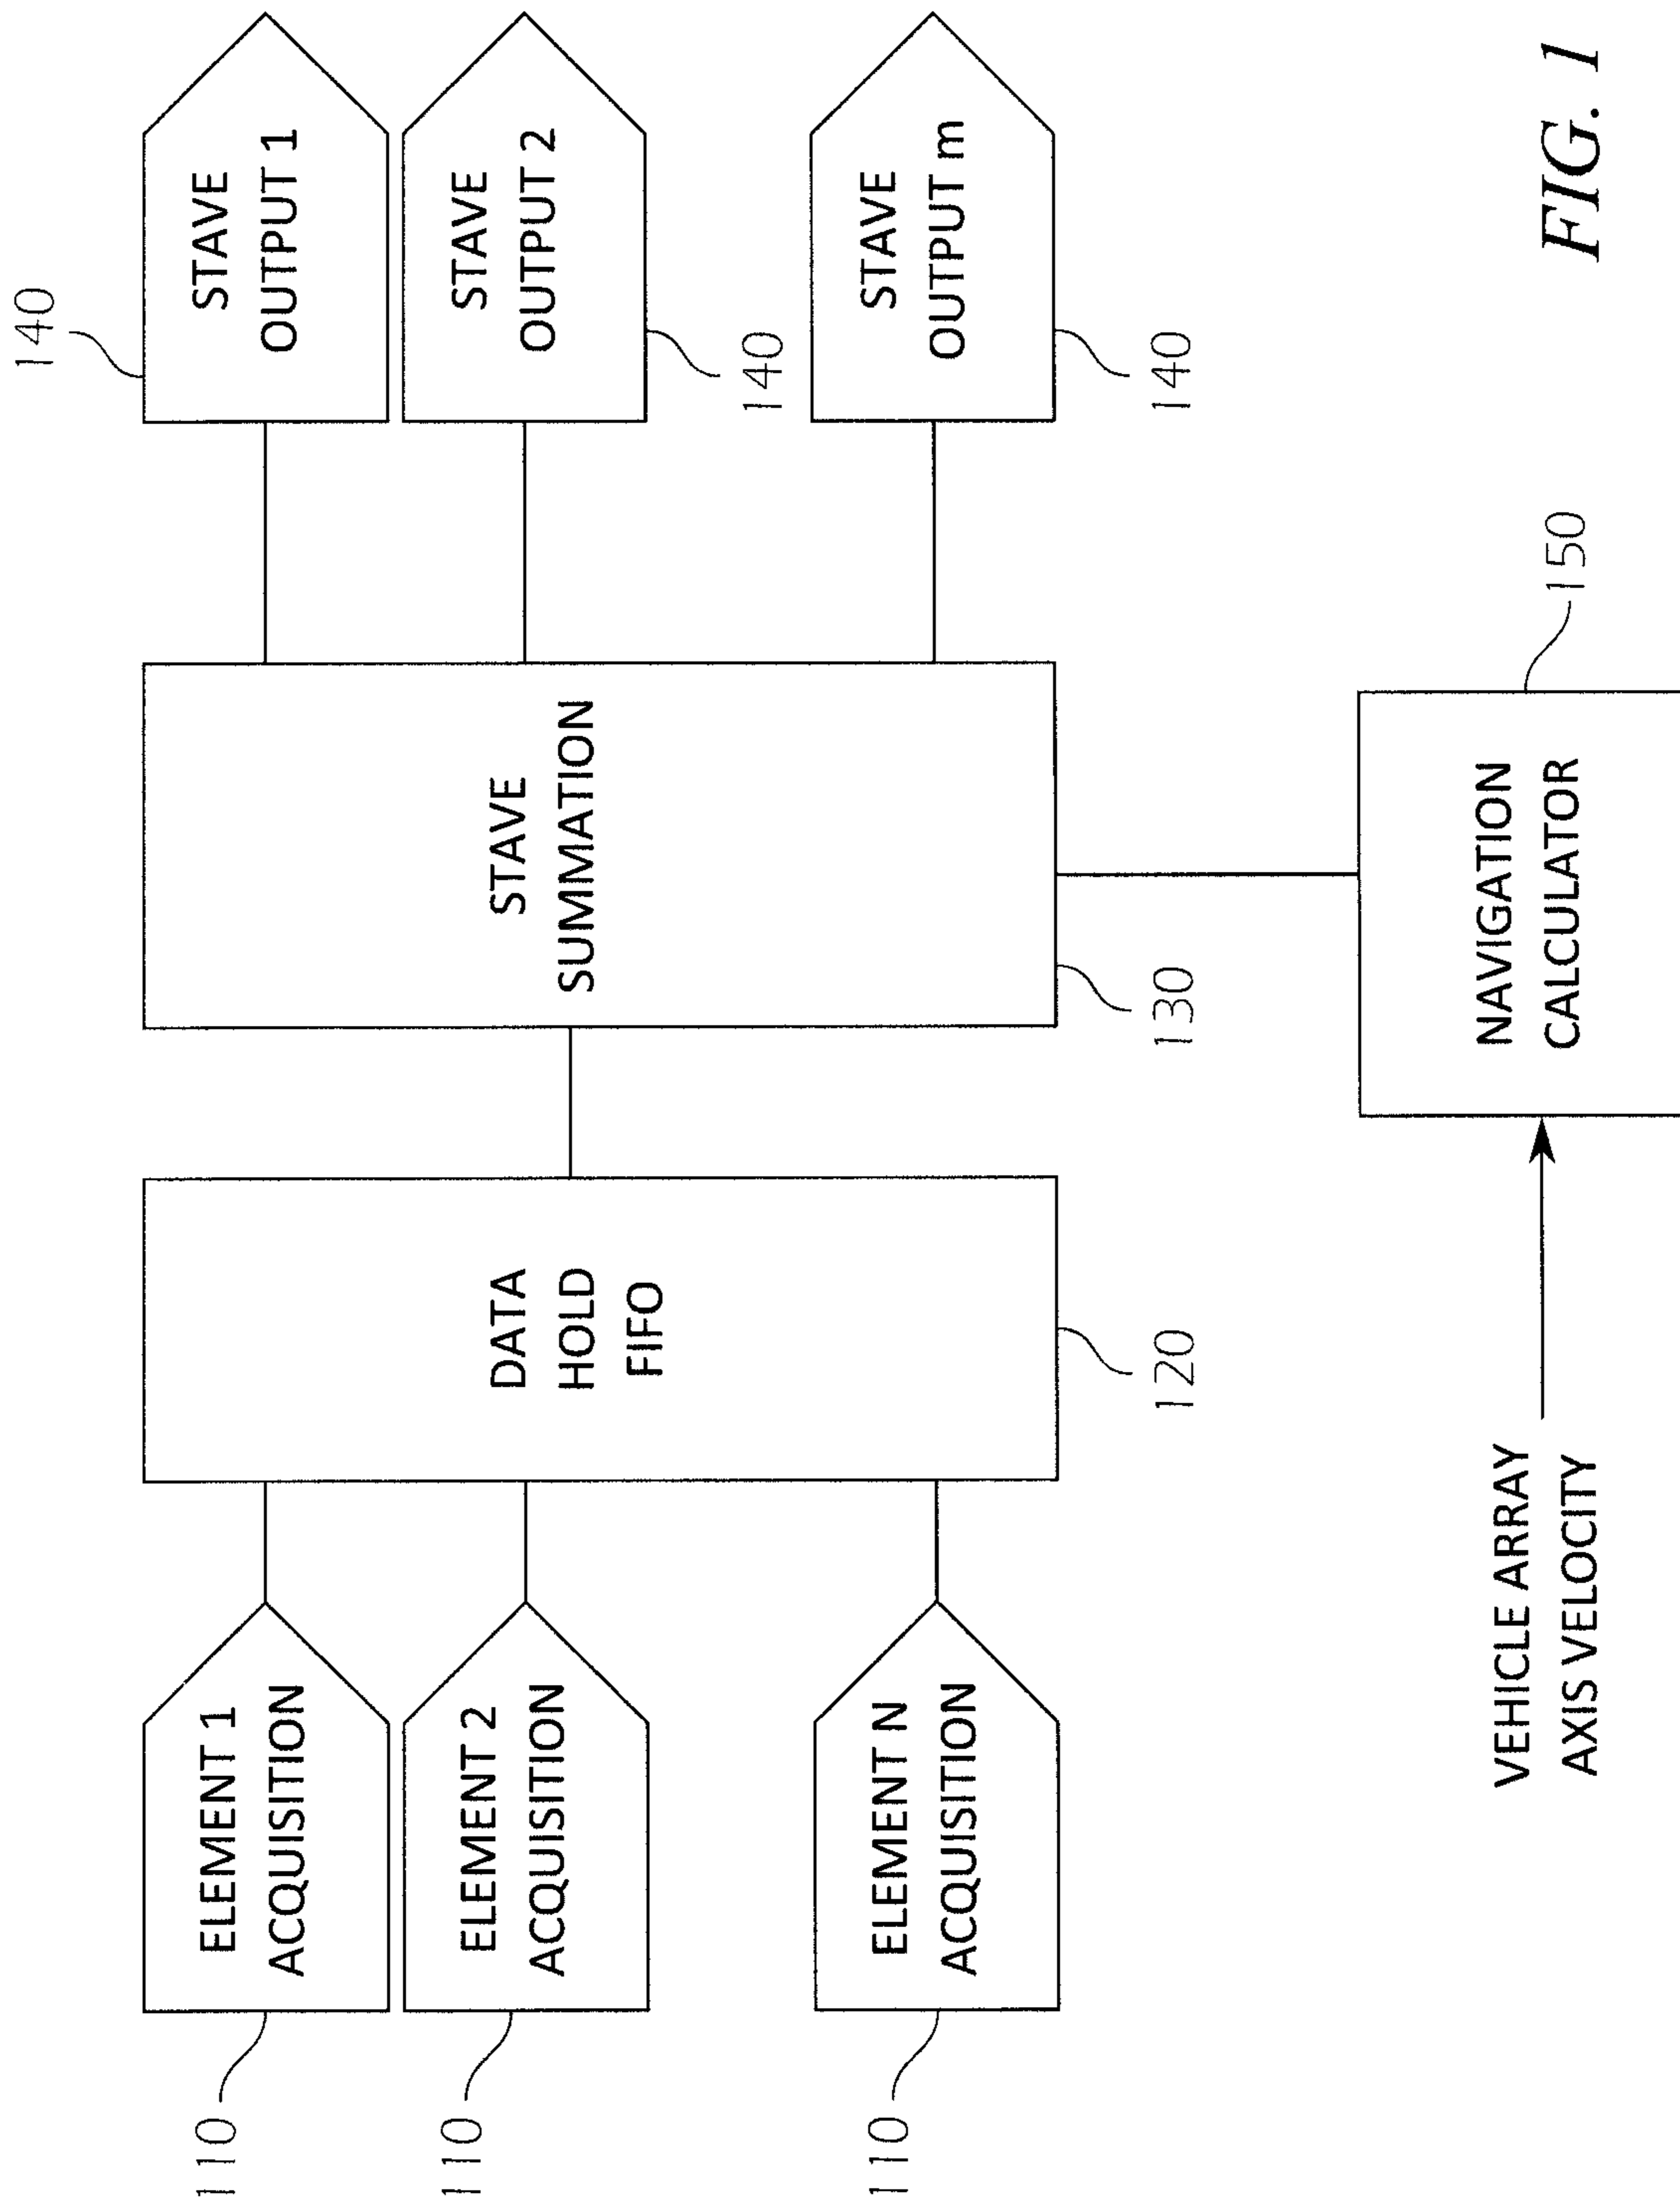 110
ELEMENT 1
ACQUISITION
110
ELEMENT 2
ACQUISITION
110
ELEMENT N
ACQUISITION
DATA
HOLD
FIFO
120
STAVE
SUMMATION
130
140
STAVE
OUTPUT 1
STAVE
OUTPUT 2
140
STAVE
OUTPUT m
140
VEHICLE ARRAY
AXIS VELOCITY
NAVIGATION
CALCULATOR
150
FIG. 1